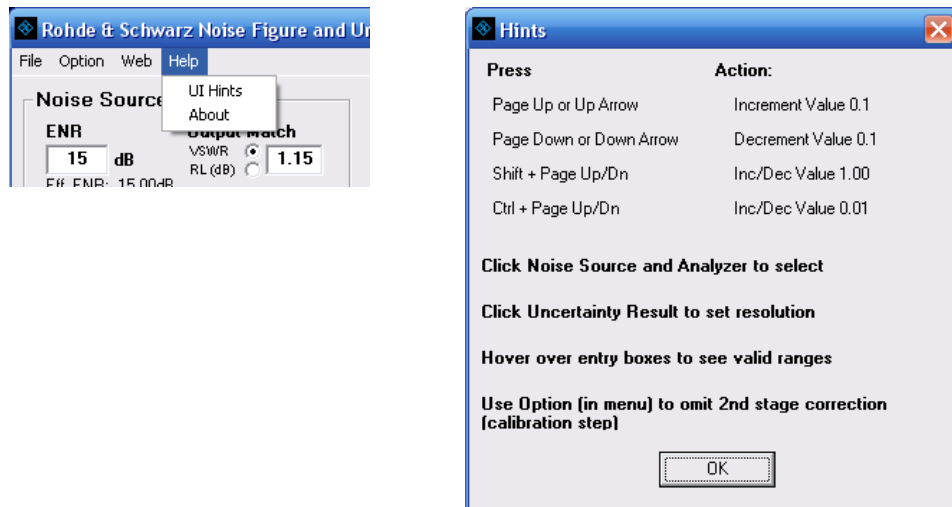 Rohde & Schwarz Noise Figure and Un
File Option Web Help
UI Hints
About
Noise Source
ENR
Output Match
15 dB
VSWR
1.15
RL (dB)
Eff. ENR: 15.00dB
Hints
Press Action:
Page Up or Up Arrow Increment Value 0.1
Page Down or Down Arrow Decrement Value 0.1
Shift + Page Up/Dn Inc/Dec Value 1.00
Ctrl + Page Up/Dn Inc/Dec Value 0.01
Click Noise Source and Analyzer to select
Click Uncertainty Result to set resolution
Hover over entry boxes to see valid ranges
Use Option (in menu) to omit 2nd stage correction
(calibration step)
OK